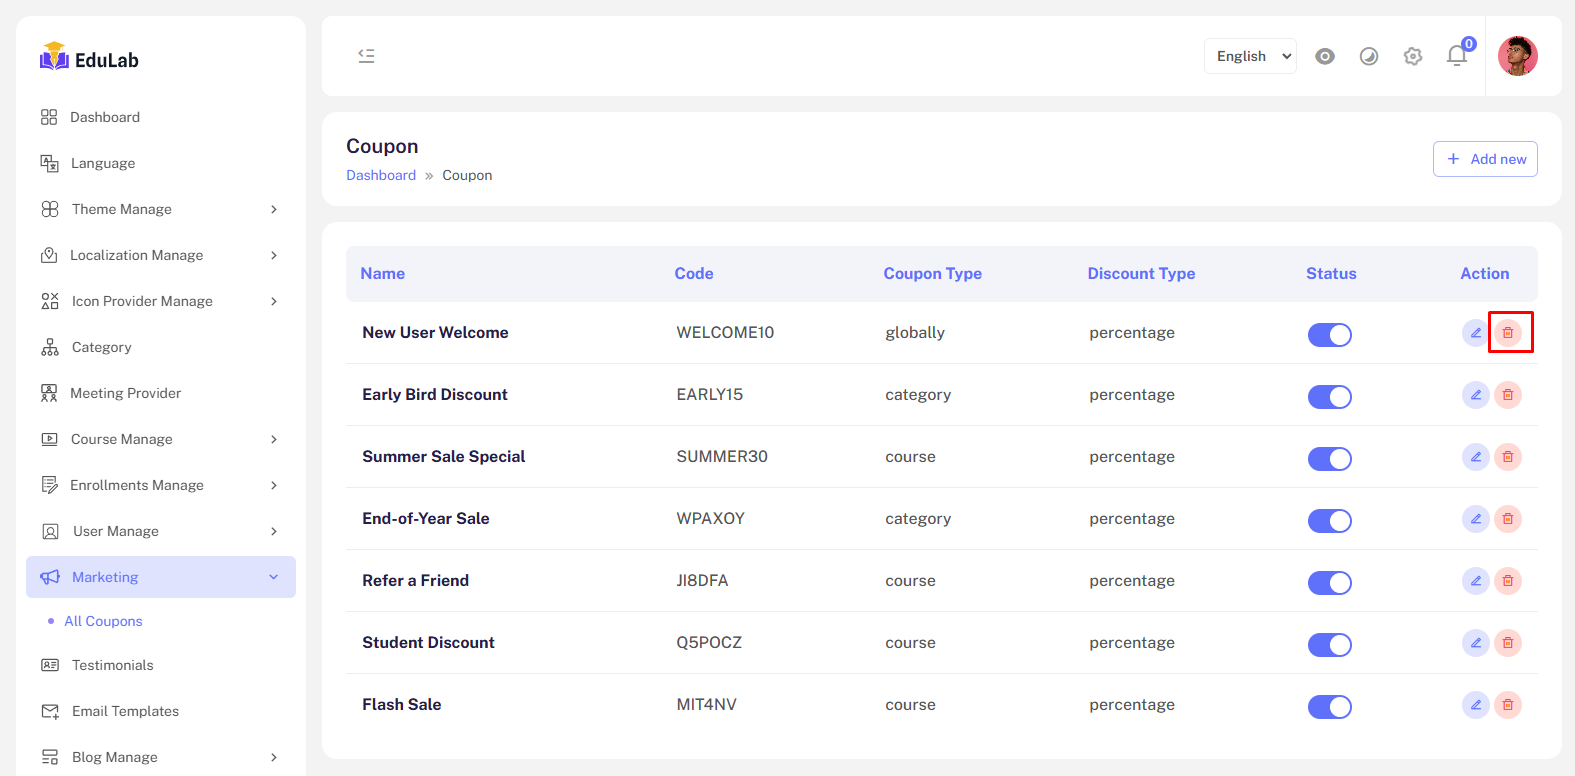 EduLab
Dashboard
Language
Theme Manage
Localization Manage
Icon Provider Manage
Category
Meeting Provider
Course Manage
Enrollments Manage
User Manage
Marketing
All Coupons
Testimonials
Email Templates
Blog Manage
English
0
Coupon
Dashboard » Coupon
+ Add new
Name Code Coupon Type Discount Type Status Action
New User Welcome WELCOME10 globally percentage
Early Bird Discount EARLY15 category percentage
Summer Sale Special SUMMER30 course percentage
End-of-Year Sale WPAXOY category percentage
Refer a Friend JI8DFA course percentage
Student Discount Q5POCZ course percentage
Flash Sale MIT4NV course percentage